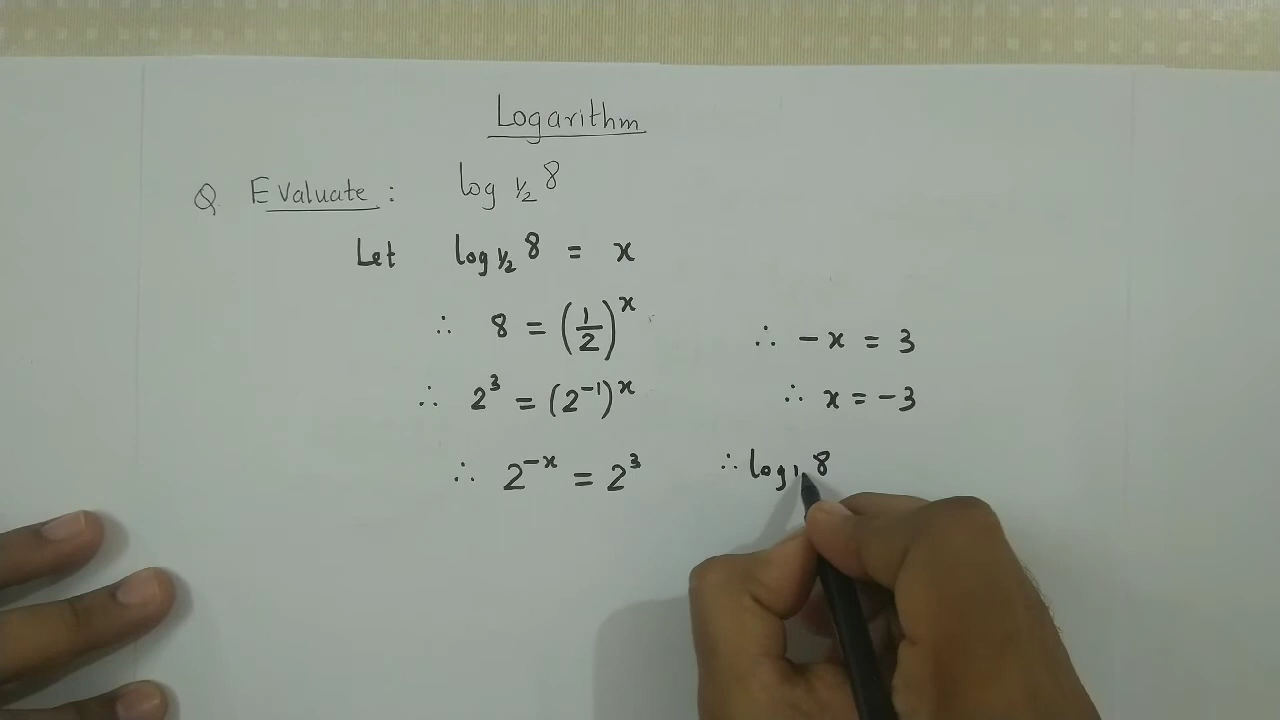 Logarithm
Q Evaluate : log 1/2 8
Let log 1/2 8 = x
∴ 8 = (1/2)^x
∴ 2^3 = (2^-1)^x
∴ 2^-x = 2^3
∴ -x = 3
∴ x = -3
∴ log 1 8